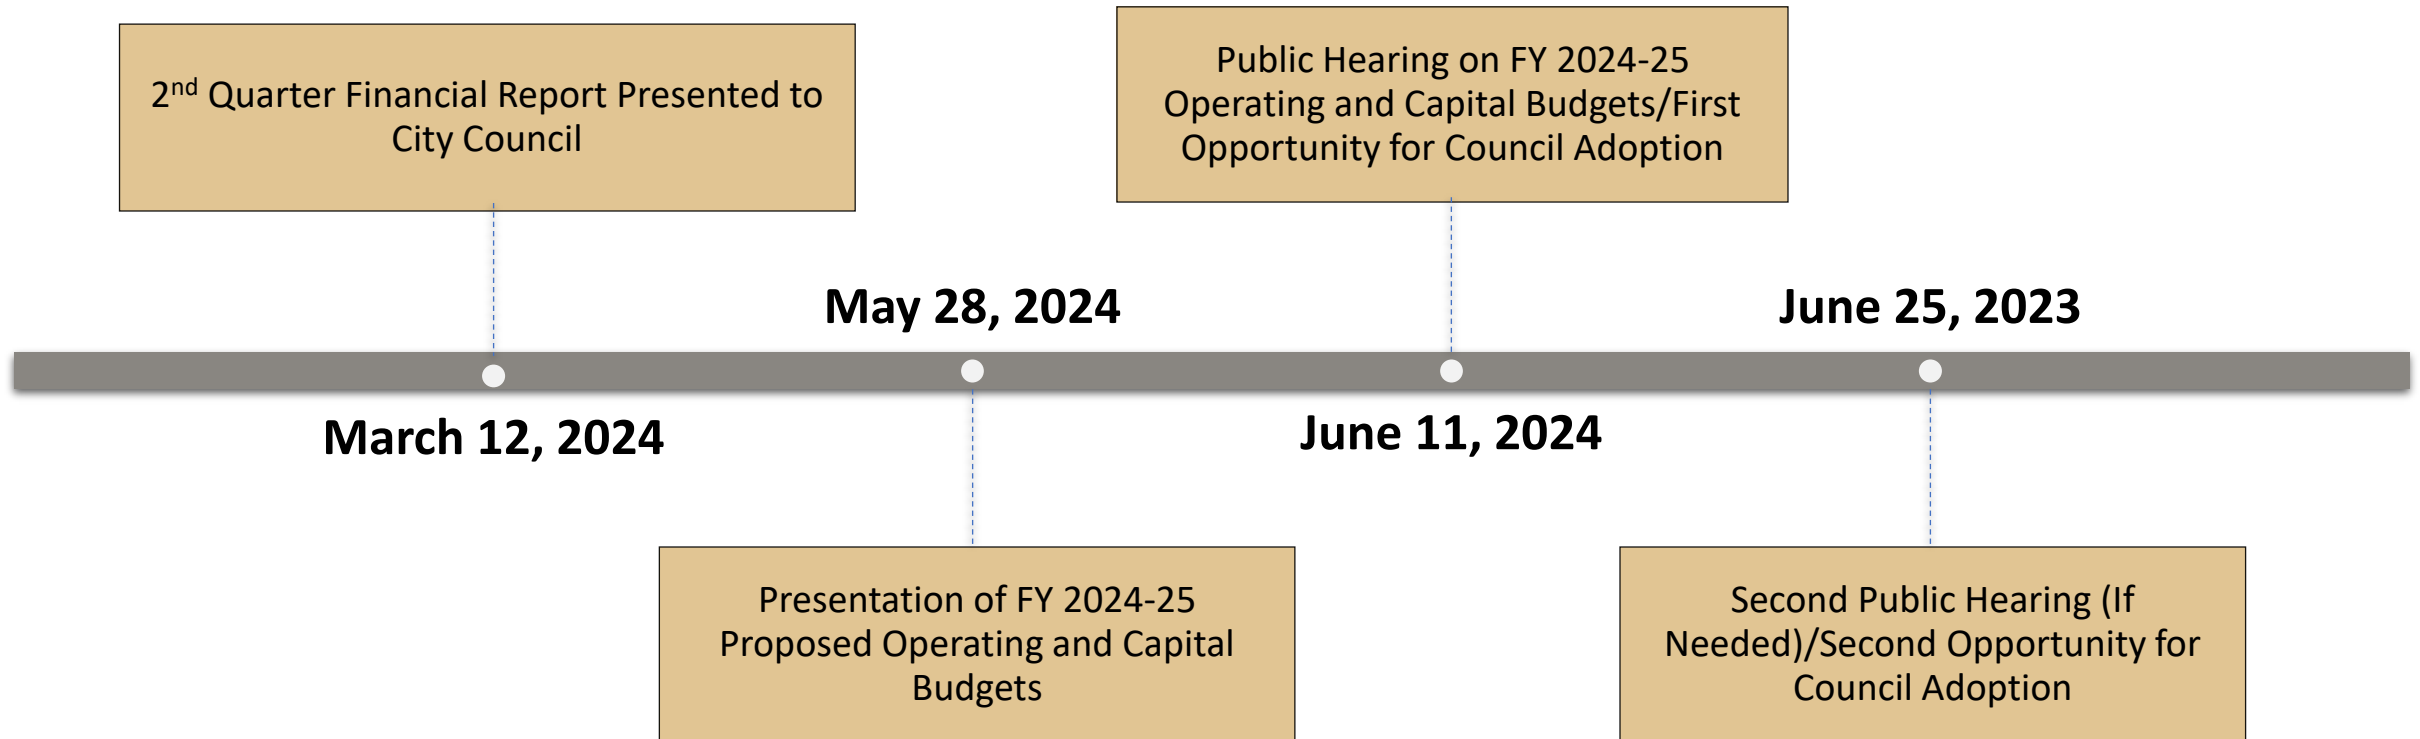 2nd Quarter Financial Report Presented to
City Council
Public Hearing on FY 2024-25
Operating and Capital Budgets/First
Opportunity for Council Adoption
May 28, 2024
June 25, 2023
March 12, 2024
June 11, 2024
Presentation of FY 2024-25
Proposed Operating and Capital
Budgets
Second Public Hearing (If
Needed)/Second Opportunity for
Council Adoption